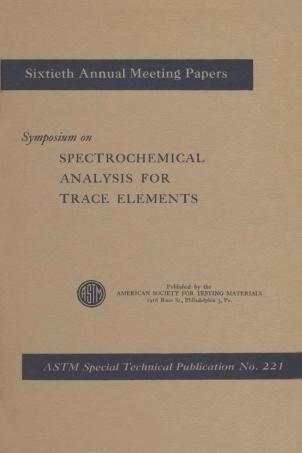 Sixtieth Annual Meeting Papers
Symposium on
SPECTROCHEMICAL
ANALYSIS FOR
TRACE ELEMENTS
ASTM
Published by the
AMERICAN SOCIETY FOR TESTING MATERIALS
1916 Race St., Philadelphia 3, Pa.
ASTM Special Technical Publication No. 221